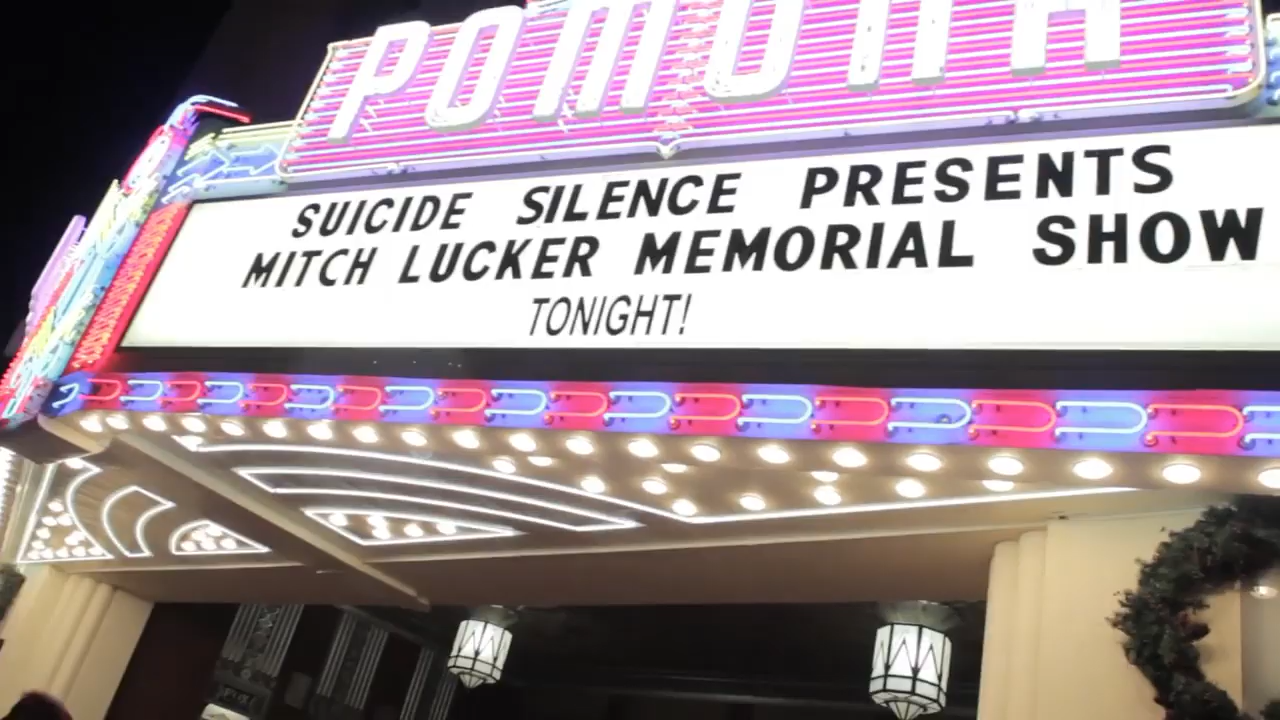 POMONA
SUICIDE SILENCE PRESENTS
MITCH LUCKER MEMORIAL SHOW
TONIGHT!